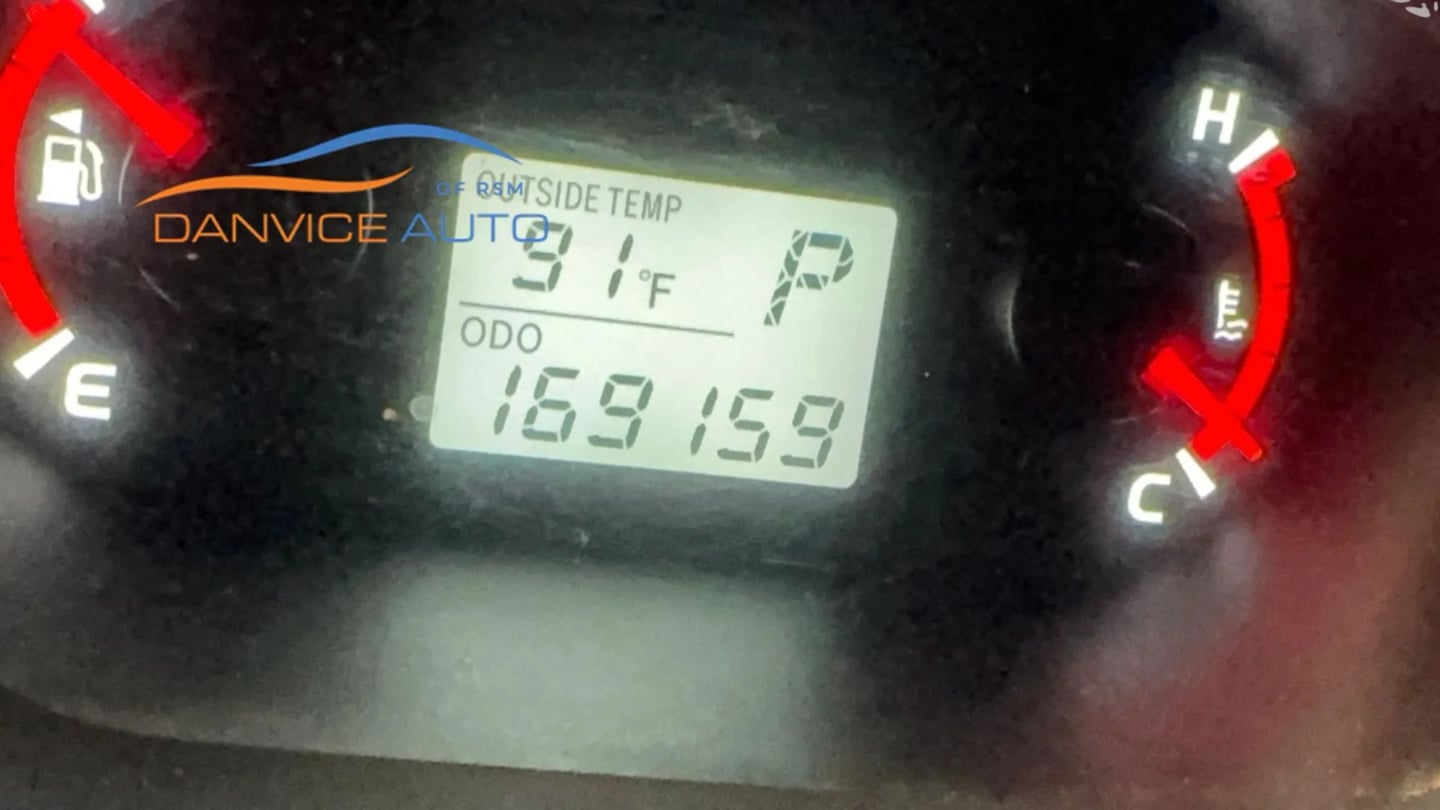 H
OUTSIDE TEMP
91°F P
ODO
169159
E
C
OF RSM
DANVICE AUTO